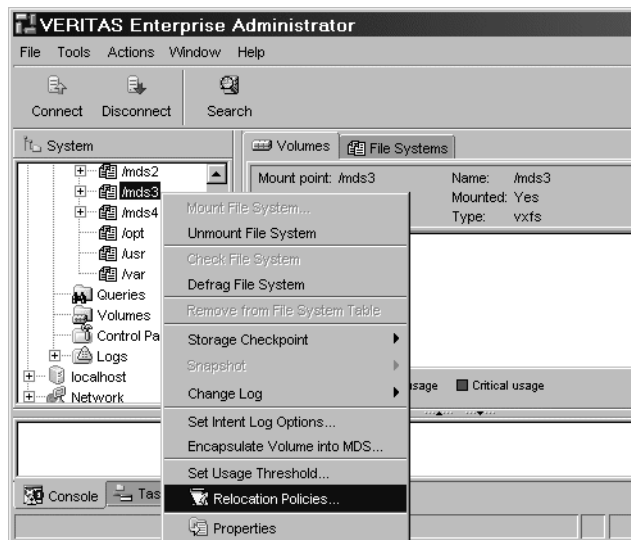 VERITAS Enterprise Administrator
File Tools Actions Window Help
Connect Disconnect Search
System
/mds2
/mds3
/mds4
/opt
/usr
/var
Queries
Volumes
Control Pa
Logs
localhost
Network
Volumes File Systems
Mount point: /mds3 Name: /mds3
Mounted: Yes
Type: vxfs
Mount File System...
Unmount File System
Check File System
Defrag File System
Remove from File System Table
Storage Checkpoint
Snapshot
Change Log
Set Intent Log Options...
Encapsulate Volume into MDS...
Set Usage Threshold...
Relocation Policies...
Properties
usage Critical usage
Console Tas